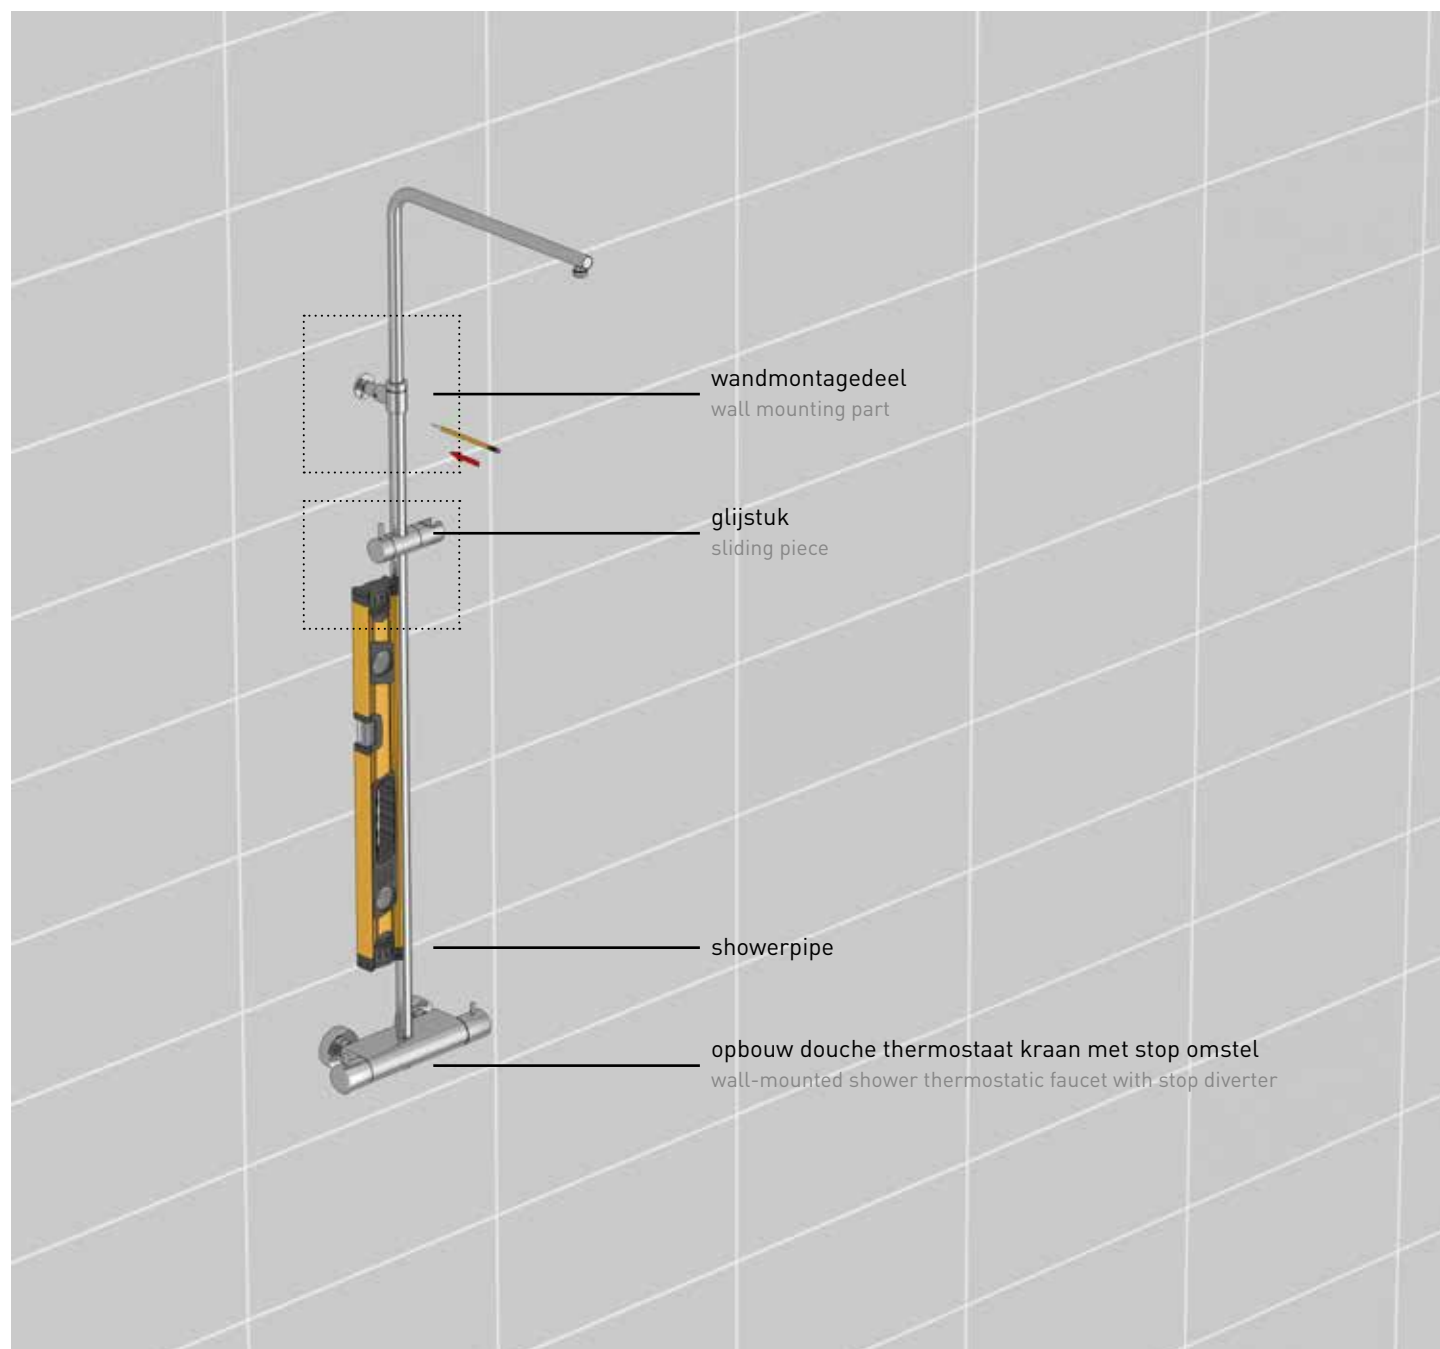 wandmontagedeel
wall mounting part
glijstuk
sliding piece
showerpipe
opbouw douche thermostaat kraan met stop omstel
wall-mounted shower thermostatic faucet with stop diverter